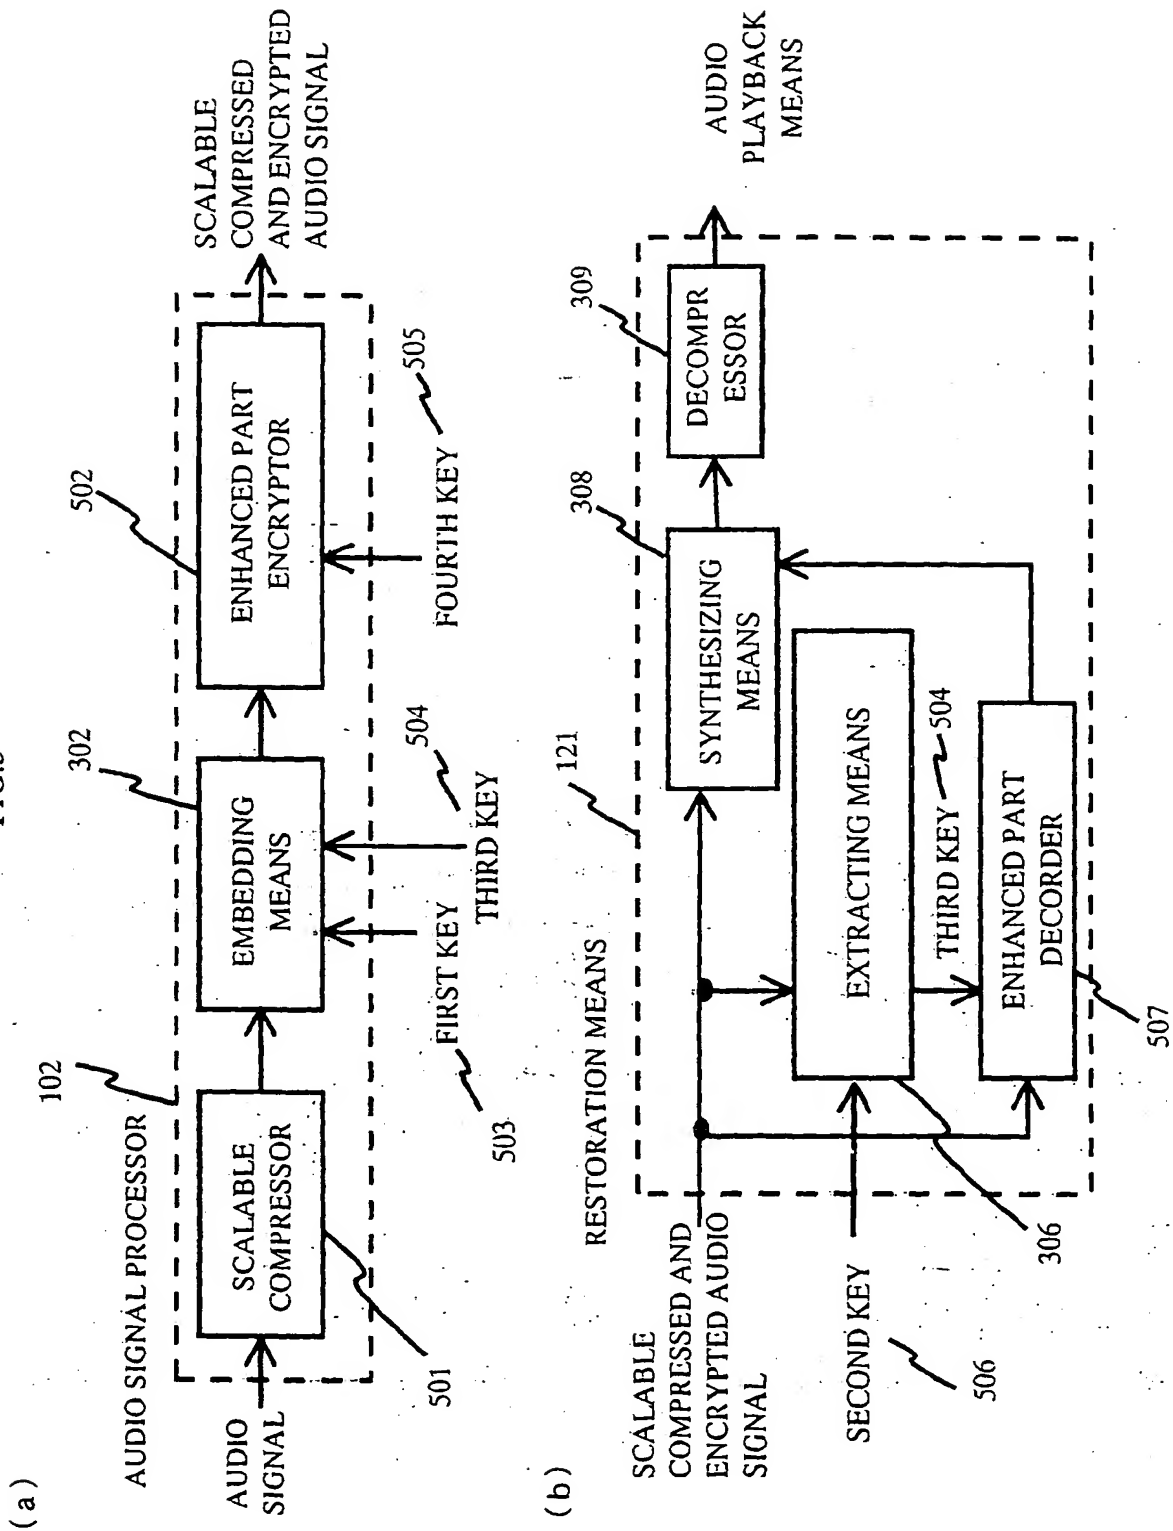 (a)
AUDIO SIGNAL PROCESSOR
102
AUDIO
SIGNAL
SCALABLE
COMPRESSOR
501
302
EMBEDDING
MEANS
FIRST KEY
503
THIRD KEY
504
502
ENHANCED PART
ENCRYPTOR
FOURTH KEY
505
SCALABLE
COMPRESSED
AND ENCRYPTED
AUDIO SIGNAL
(b)
RESTORATION MEANS
121
SCALABLE
COMPRESSED AND
ENCRYPTED AUDIO
SIGNAL
SECOND KEY
506
306
EXTRACTING MEANS
THIRD KEY
504
ENHANCED PART
DECORDER
507
308
SYNTHESIZING
MEANS
309
DECOMPR
ESSOR
AUDIO
PLAYBACK
MEANS